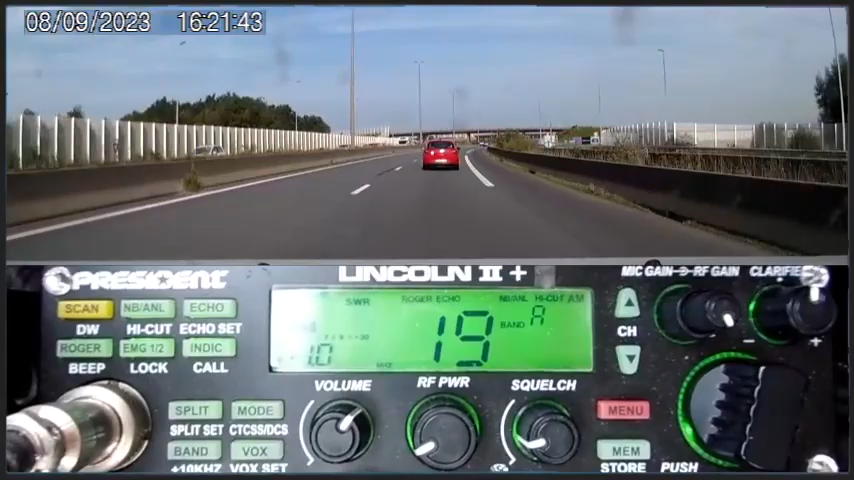 08/09/2023 16:21:43
PRESIDENT LINCOLN II + MIC GAIN RF GAIN CLARIFIE
SCAN NB/ANL ECHO
DW HI-CUT ECHO SET
ROGER EMG 1/2 INDIC
BEEP LOCK CALL
SWR ROGER ECHO NB/ANL HI-CUT AM
19 BAND A
1.0
CH
VOLUME RF PWR SQUELCH
SPLIT MODE MENU
SPLIT SET CTCSS/DCS
BAND VOX MEM
+10KHZ VOX SET STORE PUSH